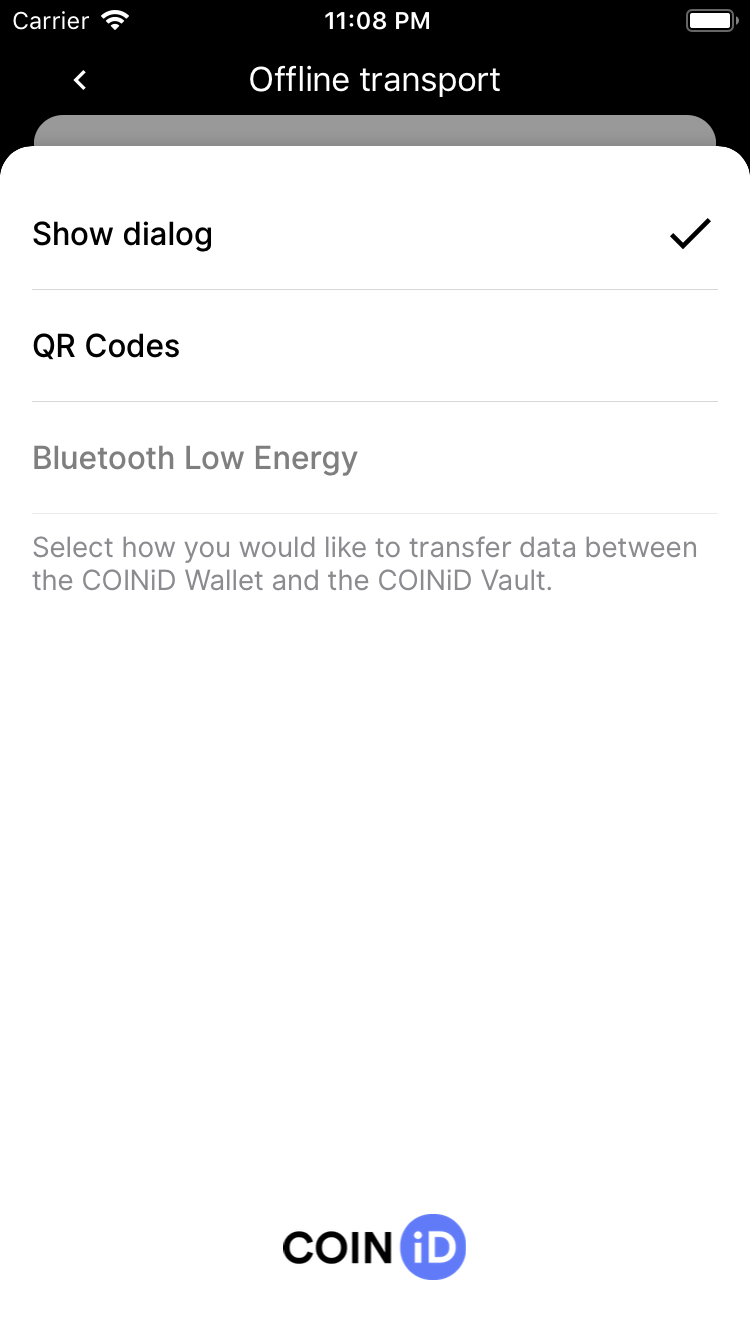 Carrier 11:08 PM
Offline transport
Show dialog
QR Codes
Bluetooth Low Energy
Select how you would like to transfer data between
the COINiD Wallet and the COINiD Vault.
COIN iD